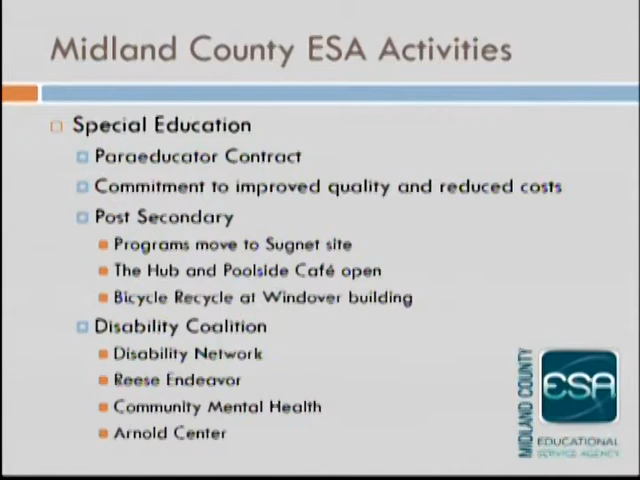 Midland County ESA Activities
Special Education
Paraeducator Contract
Commitment to improved quality and reduced costs
Post Secondary
Programs move to Sugnet site
The Hub and Poolside Café open
Bicycle Recycle at Windover building
Disability Coalition
Disability Network
Reese Endeavor
Community Mental Health
Arnold Center
MIDLAND COUNTY
ESA
EDUCATIONAL
SERVICE AGENCY